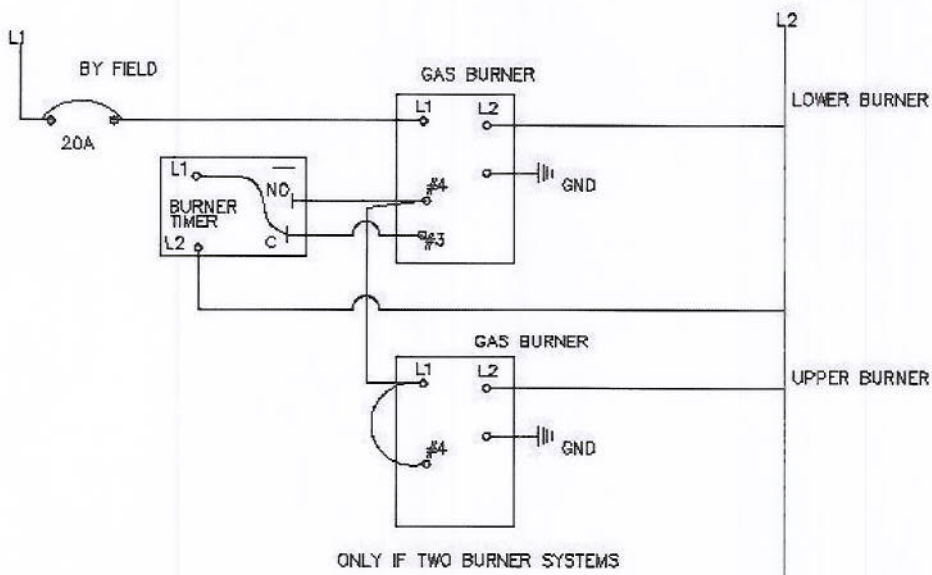 L1
L2
BY FIELD
20A
GAS BURNER
L1
L2
LOWER BURNER
GND
#4
#3
L1
NO
BURNER
TIMER
C
L2
GAS BURNER
L1
L2
UPPER BURNER
GND
#4
ONLY IF TWO BURNER SYSTEMS